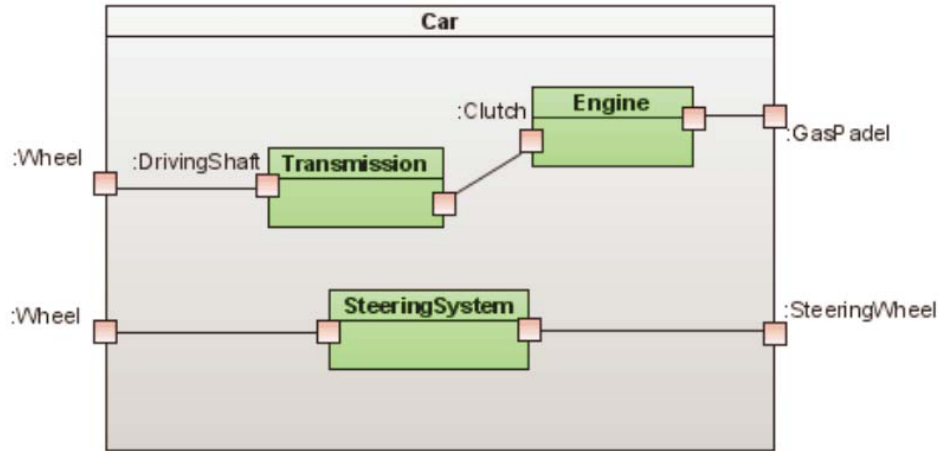 Car
:Clutch
Engine
:GasPadel
:Wheel
:DrivingShaft
Transmission
:Wheel
SteeringSystem
:SteeringWheel